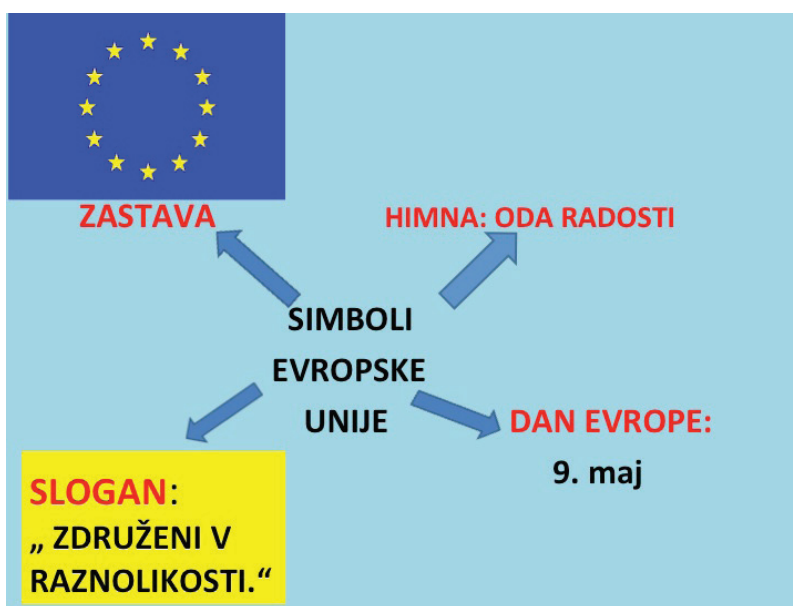 ZASTAVA
HIMNA: ODA RADOSTI
SIMBOLI
EVROPSKE
UNIJE
DAN EVROPE:
9. maj
SLOGAN:
„ ZDRUŽENI V
RAZNOLIKOSTI.“